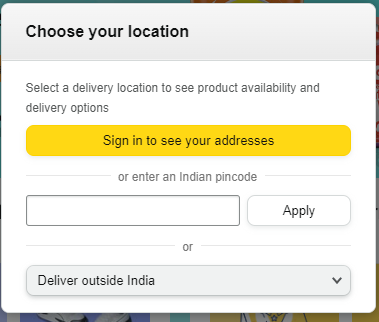 Choose your location
Select a delivery location to see product availability and
delivery options
Sign in to see your addresses
or enter an Indian pincode
Apply
or
Deliver outside India